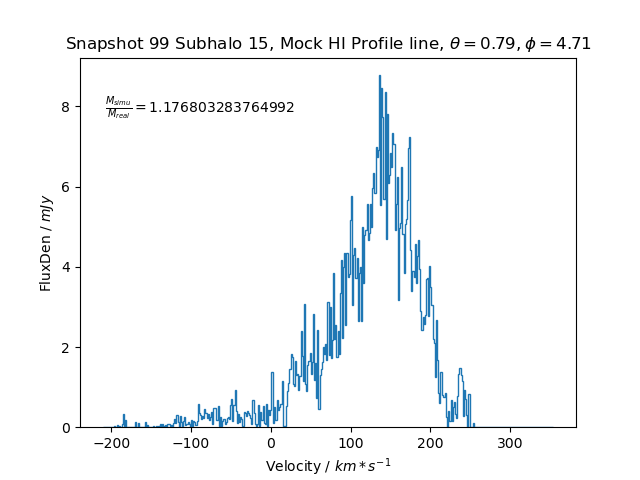 Snapshot 99 Subhalo 15, Mock HI Profile line, θ = 0.79, ϕ = 4.71
M_simu/M_real = 1.176803283764992
FluxDen / mJy
8
6
4
2
0
−200 −100 0 100 200 300
Velocity / km * s⁻¹